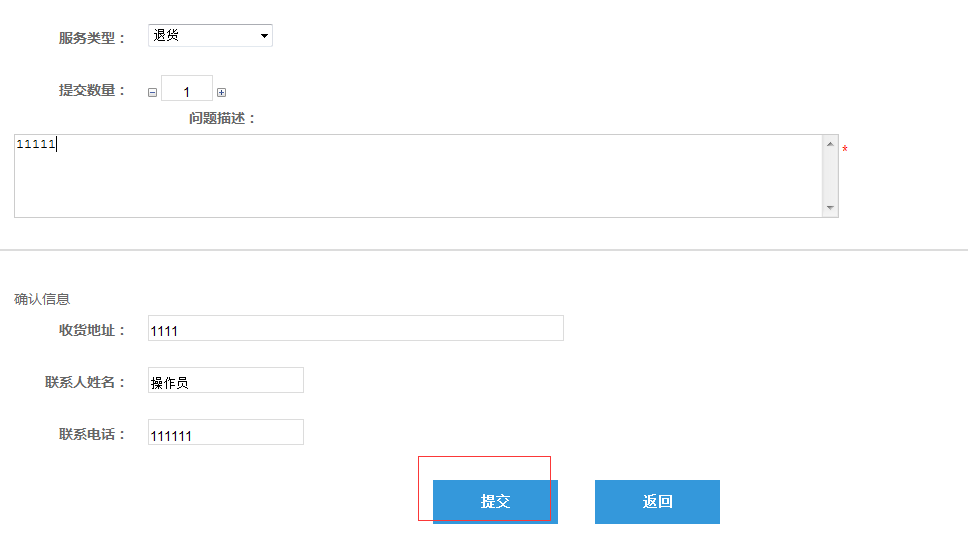 服务类型： 退货
提交数量： 1
问题描述：
11111
*
确认信息
收货地址： 1111
联系人姓名： 操作员
联系电话： 111111
提交 返回